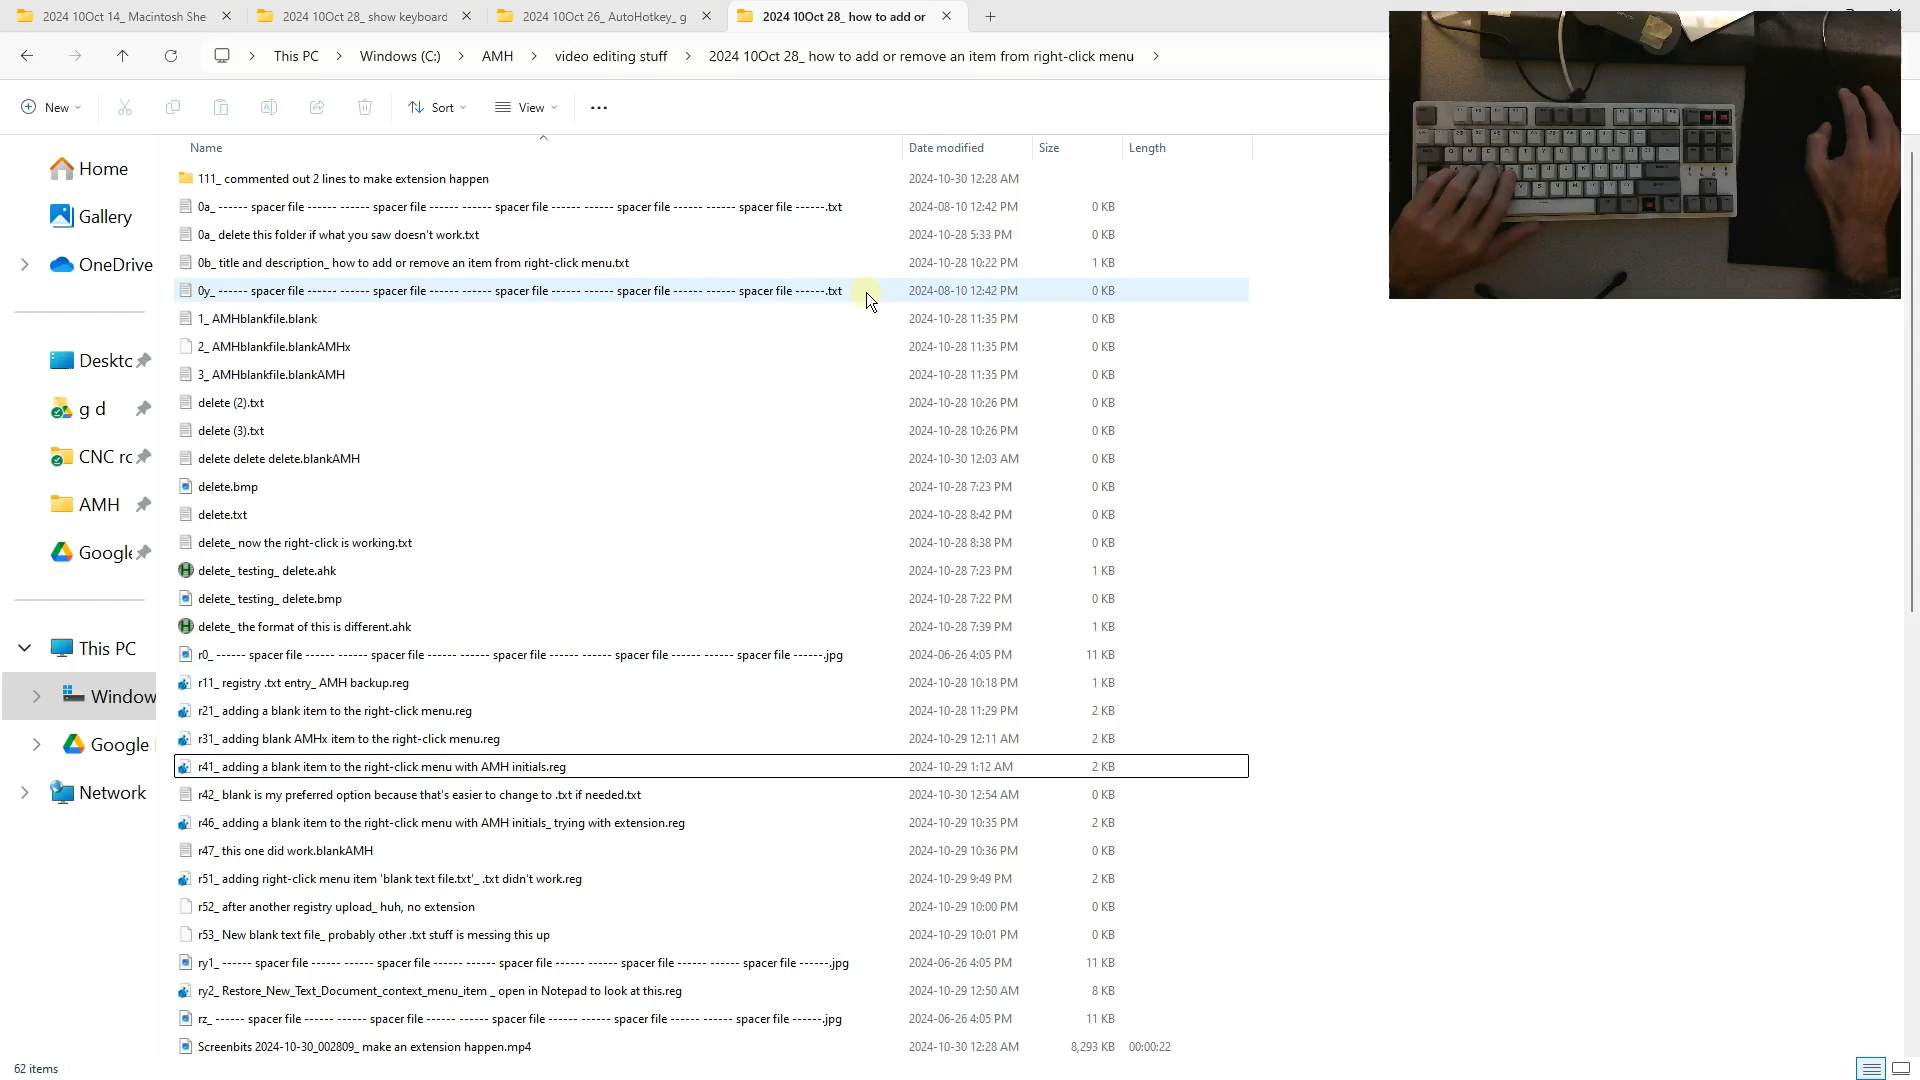 2024 10Oct 14_ Macintosh She
2024 10Oct 28_ show keyboard
2024 10Oct 26_ AutoHotkey_ g
2024 10Oct 28_ how to add or
This PC > Windows (C:) > AMH > video editing stuff > 2024 10Oct 28_ how to add or remove an item from right-click menu >
New
Sort
View
Name Date modified Size Length
Home
Gallery
OneDrive
Desktc
g d
CNC rc
AMH
Google
This PC
Window
Google
Network
111_ commented out 2 lines to make extension happen 2024-10-30 12:28 AM
0a_ ------ spacer file ------ ------ spacer file ------ ------ spacer file ------ ------ spacer file ------ ------ spacer file ------.txt 2024-08-10 12:42 PM 0 KB
0a_ delete this folder if what you saw doesn't work.txt 2024-10-28 5:33 PM 0 KB
0b_ title and description_ how to add or remove an item from right-click menu.txt 2024-10-28 10:22 PM 1 KB
0y_ ------ spacer file ------ ------ spacer file ------ ------ spacer file ------ ------ spacer file ------ ------ spacer file ------.txt 2024-08-10 12:42 PM 0 KB
1_ AMHblankfile.blank 2024-10-28 11:35 PM 0 KB
2_ AMHblankfile.blankAMHx 2024-10-28 11:35 PM 0 KB
3_ AMHblankfile.blankAMH 2024-10-28 11:35 PM 0 KB
delete (2).txt 2024-10-28 10:26 PM 0 KB
delete (3).txt 2024-10-28 10:26 PM 0 KB
delete delete delete.blankAMH 2024-10-30 12:03 AM 0 KB
delete.bmp 2024-10-28 7:23 PM 0 KB
delete.txt 2024-10-28 8:42 PM 0 KB
delete_ now the right-click is working.txt 2024-10-28 8:38 PM 0 KB
delete_ testing_ delete.ahk 2024-10-28 7:23 PM 1 KB
delete_ testing_ delete.bmp 2024-10-28 7:22 PM 0 KB
delete_ the format of this is different.ahk 2024-10-28 7:39 PM 1 KB
r0_ ------ spacer file ------ ------ spacer file ------ ------ spacer file ------ ------ spacer file ------ ------ spacer file ------.jpg 2024-06-26 4:05 PM 11 KB
r11_ registry .txt entry_ AMH backup.reg 2024-10-28 10:18 PM 1 KB
r21_ adding a blank item to the right-click menu.reg 2024-10-28 11:29 PM 2 KB
r31_ adding blank AMHx item to the right-click menu.reg 2024-10-29 12:11 AM 2 KB
r41_ adding a blank item to the right-click menu with AMH initials.reg 2024-10-29 1:12 AM 2 KB
r42_ blank is my preferred option because that's easier to change to .txt if needed.txt 2024-10-30 12:54 AM 0 KB
r46_ adding a blank item to the right-click menu with AMH initials_ trying with extension.reg 2024-10-29 10:35 PM 2 KB
r47_ this one did work.blankAMH 2024-10-29 10:36 PM 0 KB
r51_ adding right-click menu item 'blank text file.txt'_ .txt didn't work.reg 2024-10-29 9:49 PM 2 KB
r52_ after another registry upload_ huh, no extension 2024-10-29 10:00 PM 0 KB
r53_ New blank text file_ probably other .txt stuff is messing this up 2024-10-29 10:01 PM 0 KB
ry1_ ------ spacer file ------ ------ spacer file ------ ------ spacer file ------ ------ spacer file ------ ------ spacer file ------.jpg 2024-06-26 4:05 PM 11 KB
ry2_ Restore_New_Text_Document_context_menu_item _ open in Notepad to look at this.reg 2024-10-29 12:50 AM 8 KB
rz_ ------ spacer file ------ ------ spacer file ------ ------ spacer file ------ ------ spacer file ------ ------ spacer file ------.jpg 2024-06-26 4:05 PM 11 KB
Screenbits 2024-10-30_002809_ make an extension happen.mp4 2024-10-30 12:28 AM 8,293 KB 00:00:22
62 items